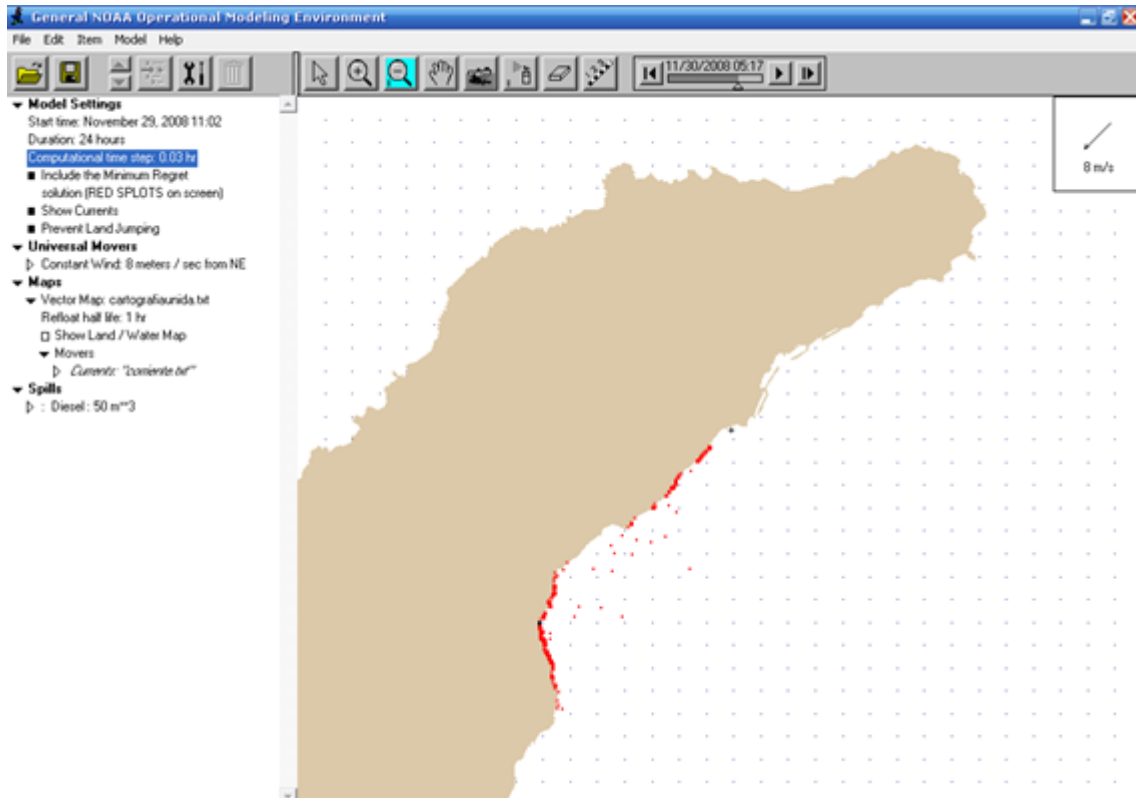 General NOAA Operational Modeling Environment
File Edit Item Model Help
11/30/2008 05:17
Model Settings
Start time: November 29, 2008 11:02
Duration: 24 hours
Computational time step: 0.03 hr
Include the Minimum Regret
solution (RED SPLOTS on screen)
Show Currents
Prevent Land Jumping
Universal Movers
Constant Wind: 8 meters / sec from NE
Maps
Vector Map: cartografiaunida.txt
Refloat half life: 1 hr
Show Land / Water Map
Movers
Currents: "corriente.txt"
Spills
: Diesel : 50 m**3
8 m/s